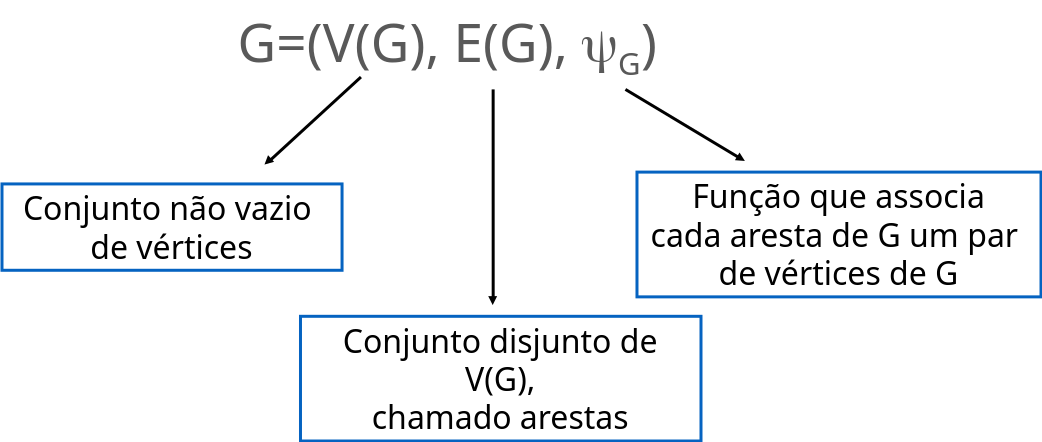 G=(V(G), E(G), ψG)
Conjunto não vazio
de vértices
Função que associa
cada aresta de G um par
de vértices de G
Conjunto disjunto de
V(G),
chamado arestas